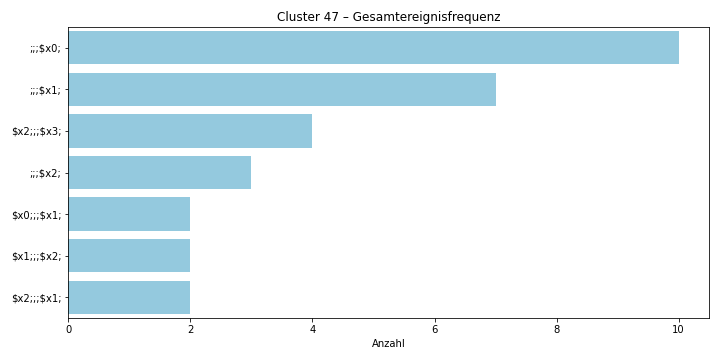 Cluster 47 – Gesamtereignisfrequenz
;;;$x0;
;;;$x1;
$x2;;;$x3;
;;;$x2;
$x0;;;$x1;
$x1;;;$x2;
$x2;;;$x1;
0 2 4 6 8 10
Anzahl